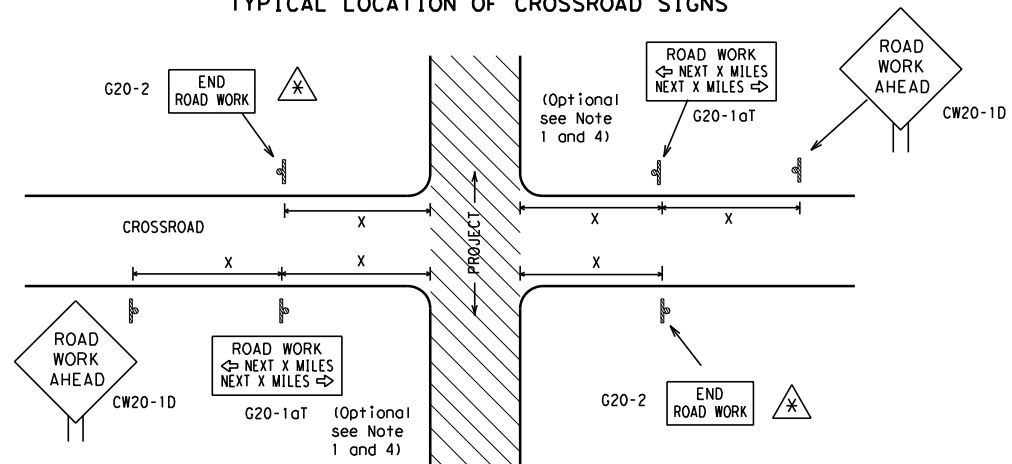 TYPICAL LOCATION OF CROSSROAD SIGNS
G20-2
END
ROAD WORK
*
(Optional
see Note
1 and 4)
ROAD WORK
⇦ NEXT X MILES
NEXT X MILES ⇨
G20-1aT
ROAD
WORK
AHEAD
CW20-1D
X
X
X
CROSSROAD
PROJECT
X
X
X
ROAD
WORK
AHEAD
CW20-1D
ROAD WORK
⇦ NEXT X MILES
NEXT X MILES ⇨
G20-1aT
(Optional
see Note
1 and 4)
G20-2
END
ROAD WORK
*